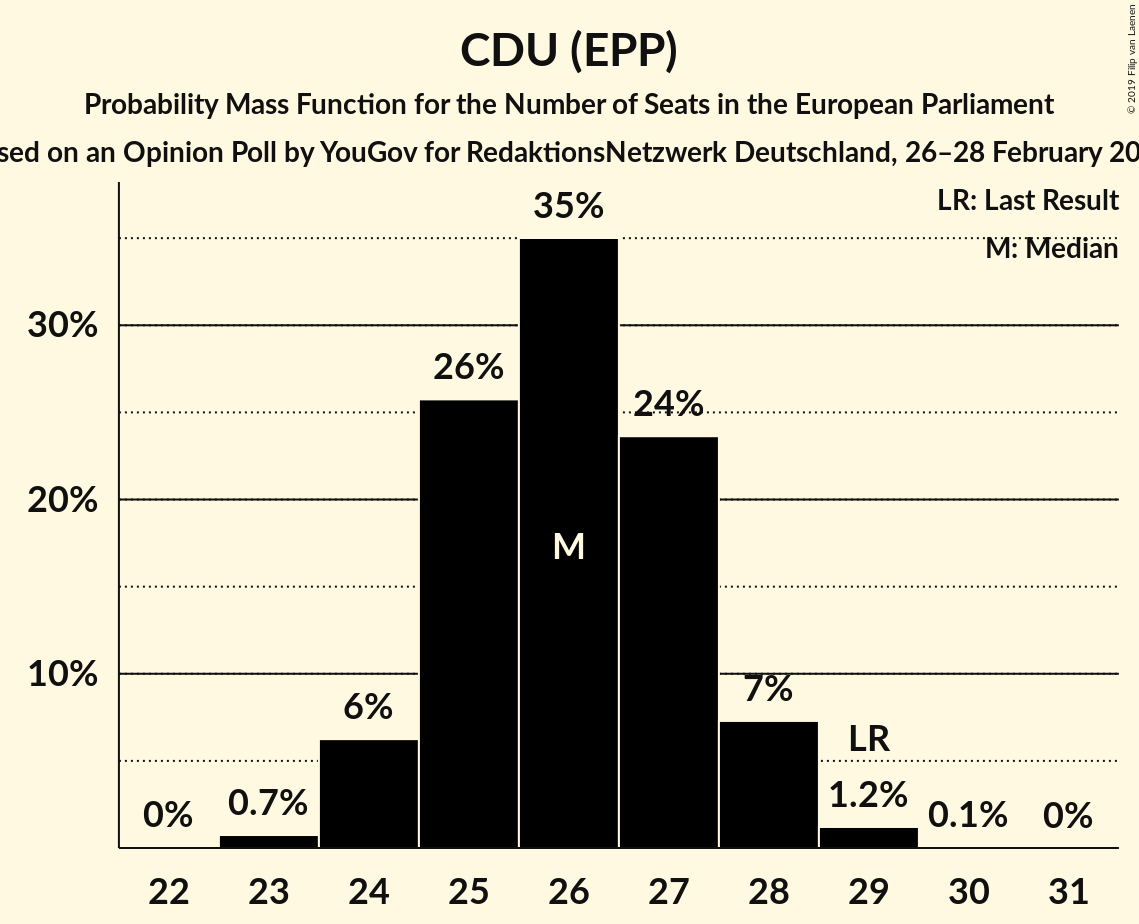 CDU (EPP)
Probability Mass Function for the Number of Seats in the European Parliament
sed on an Opinion Poll by YouGov for RedaktionsNetzwerk Deutschland, 26–28 February 20
© 2019 Filip van Laenen
LR: Last Result
M: Median
35%
30%
26%
24%
20%
M
10%
7%
6%
LR
0% 0.7% 1.2% 0.1% 0%
22 23 24 25 26 27 28 29 30 31